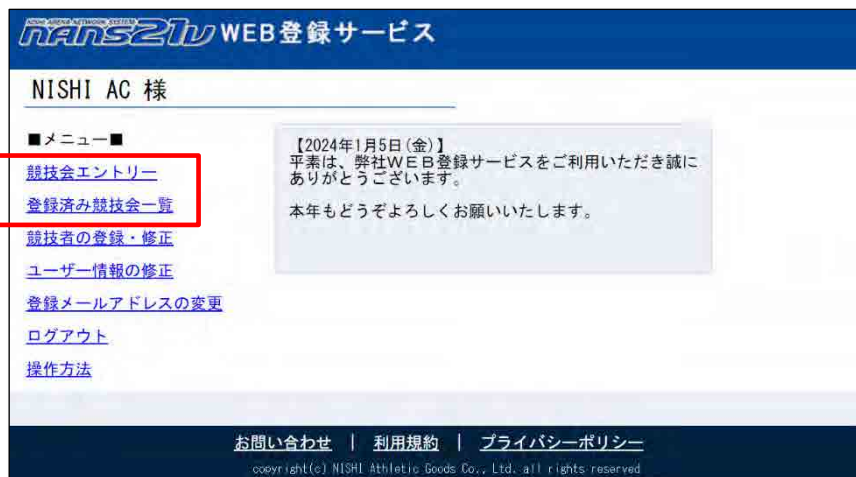 NISHI ARENA NETWORK SYSTEM
nans21v WEB登録サービス
NISHI AC 様
■メニュー■
競技会エントリー
登録済み競技会一覧
競技者の登録・修正
ユーザー情報の修正
登録メールアドレスの変更
ログアウト
操作方法
【2024年1月5日(金)】
平素は、弊社ＷＥＢ登録サービスをご利用いただき誠に
ありがとうございます。
本年もどうぞよろしくお願いいたします。
お問い合わせ | 利用規約 | プライバシーポリシー
copyright(c) NISHI Athletic Goods Co., Ltd. all rights reserved